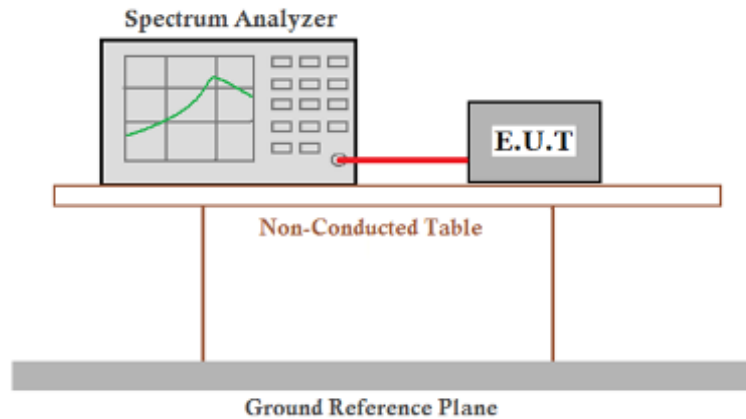 Spectrum Analyzer
E.U.T
Non-Conducted Table
Ground Reference Plane